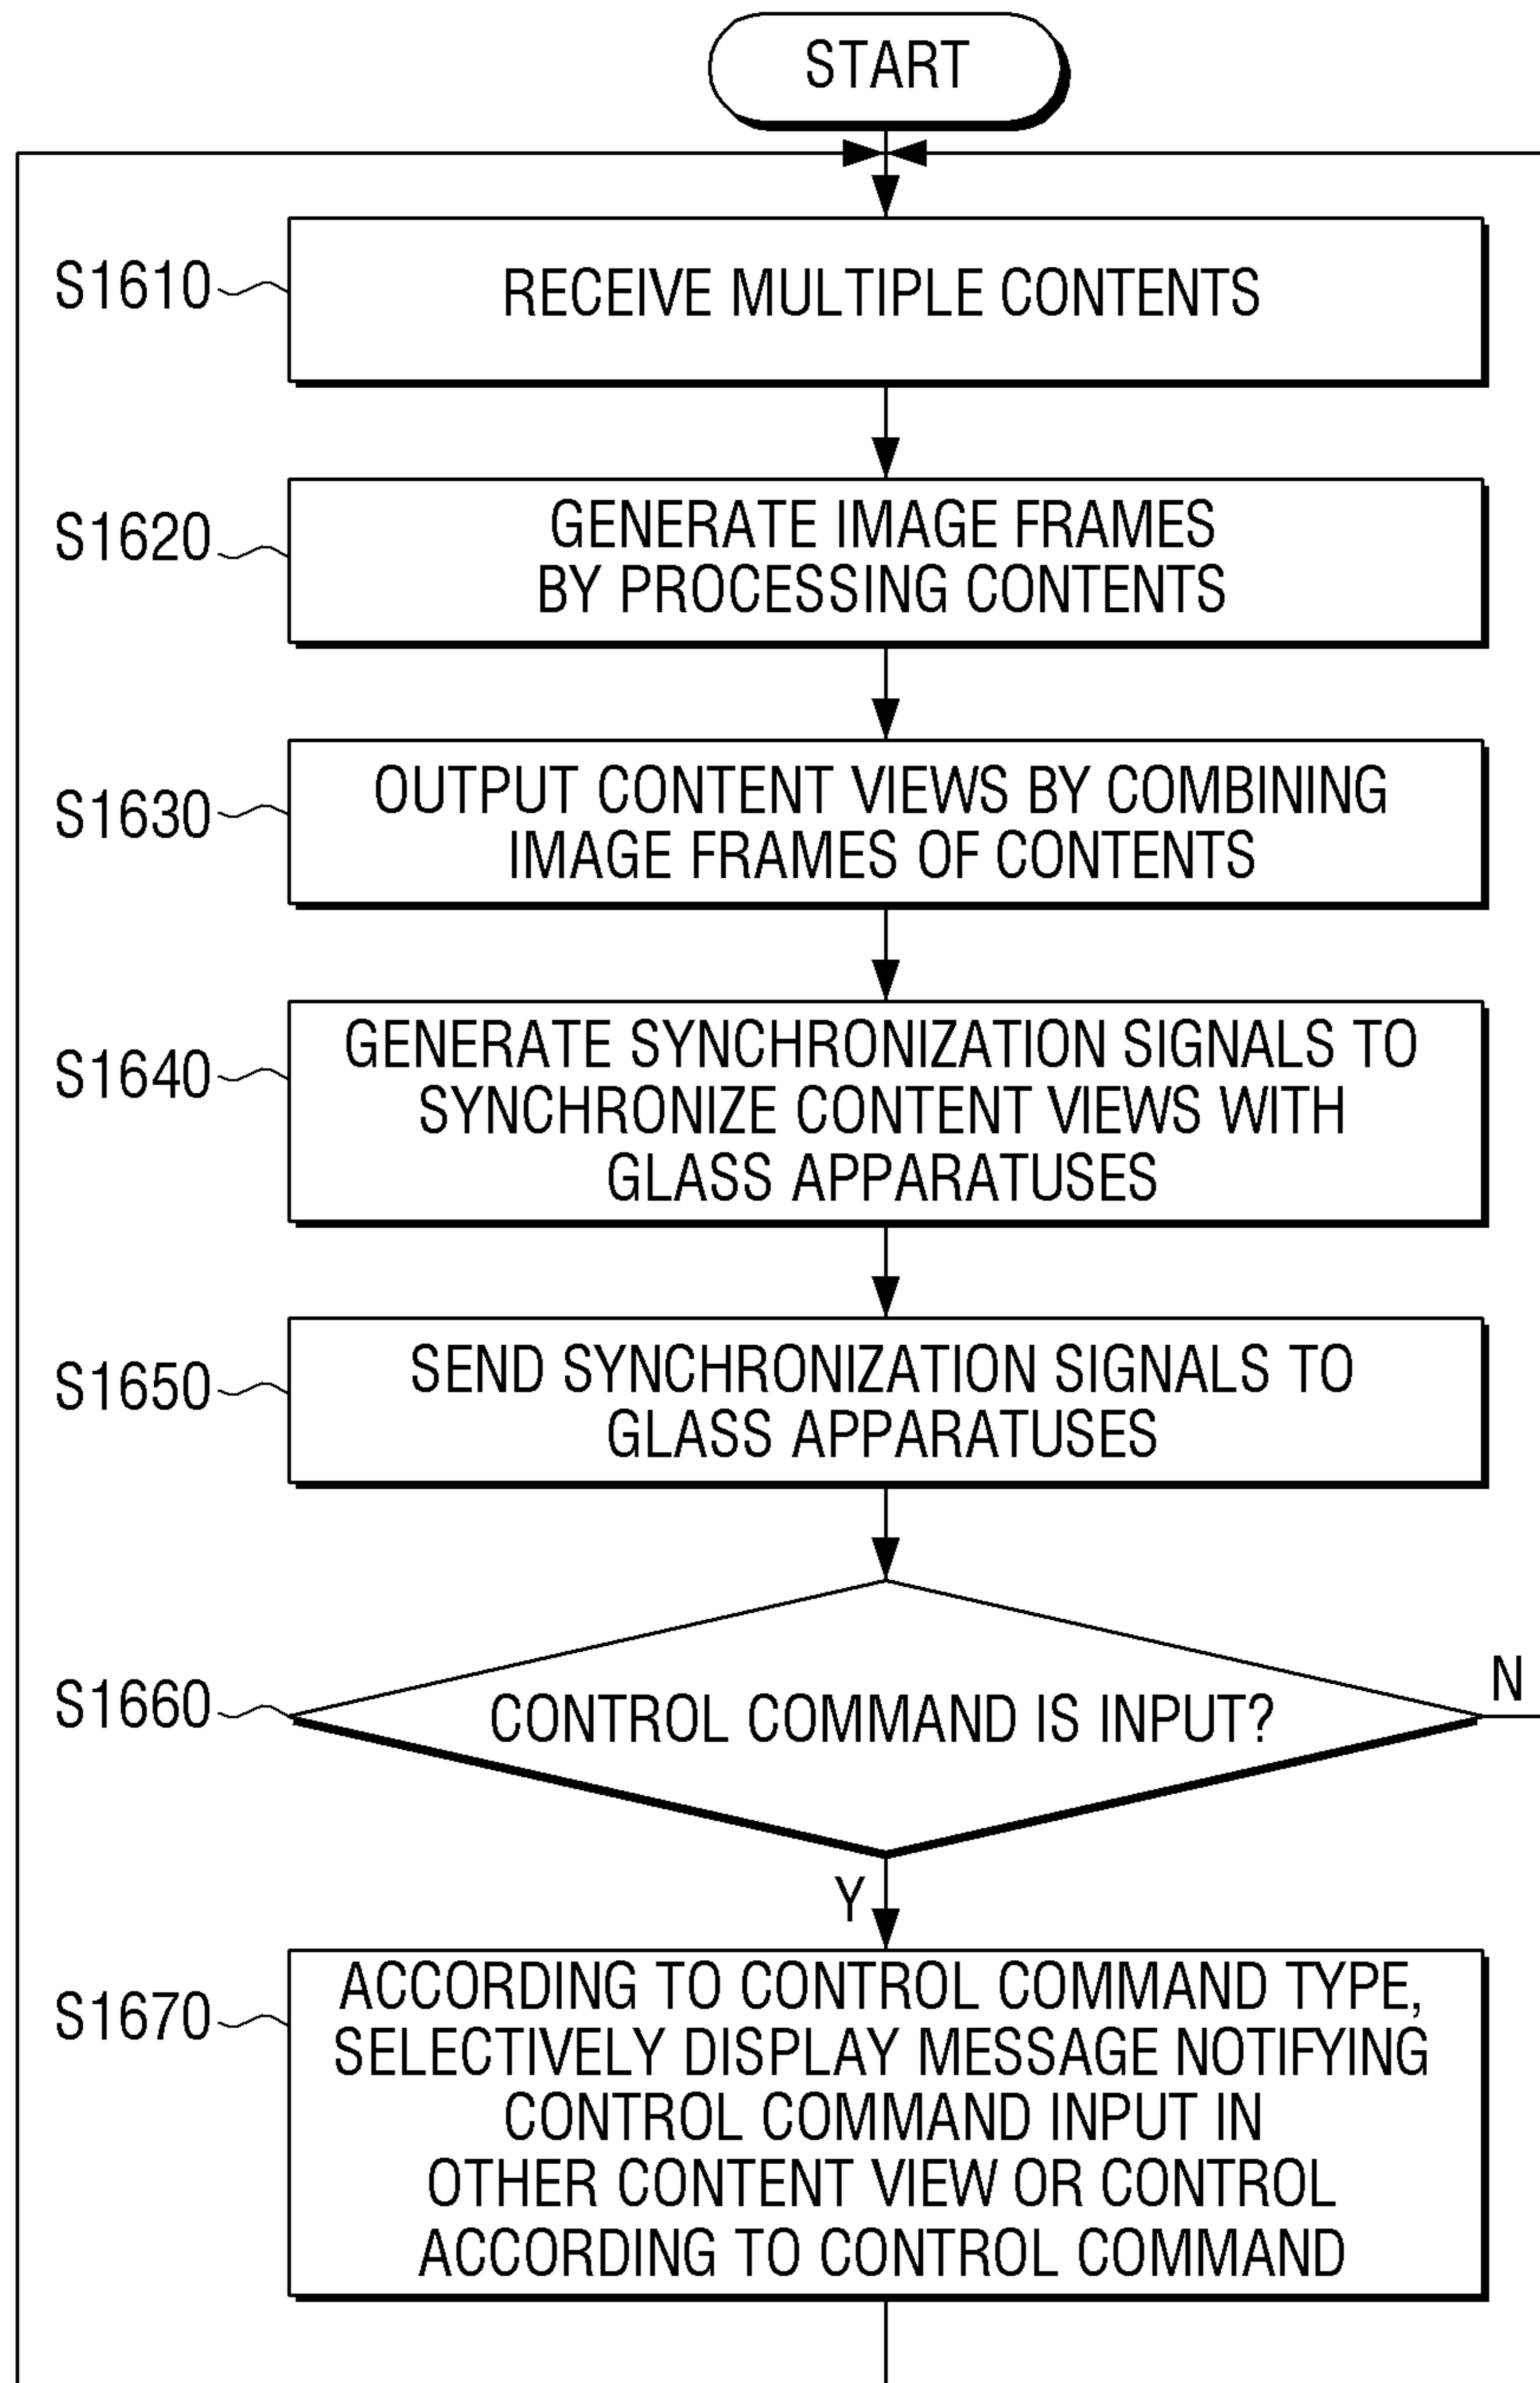 START
S1610
RECEIVE MULTIPLE CONTENTS
S1620
GENERATE IMAGE FRAMES
BY PROCESSING CONTENTS
S1630
OUTPUT CONTENT VIEWS BY COMBINING
IMAGE FRAMES OF CONTENTS
S1640
GENERATE SYNCHRONIZATION SIGNALS TO
SYNCHRONIZE CONTENT VIEWS WITH
GLASS APPARATUSES
S1650
SEND SYNCHRONIZATION SIGNALS TO
GLASS APPARATUSES
S1660
CONTROL COMMAND IS INPUT?
N
Y
S1670
ACCORDING TO CONTROL COMMAND TYPE,
SELECTIVELY DISPLAY MESSAGE NOTIFYING
CONTROL COMMAND INPUT IN
OTHER CONTENT VIEW OR CONTROL
ACCORDING TO CONTROL COMMAND